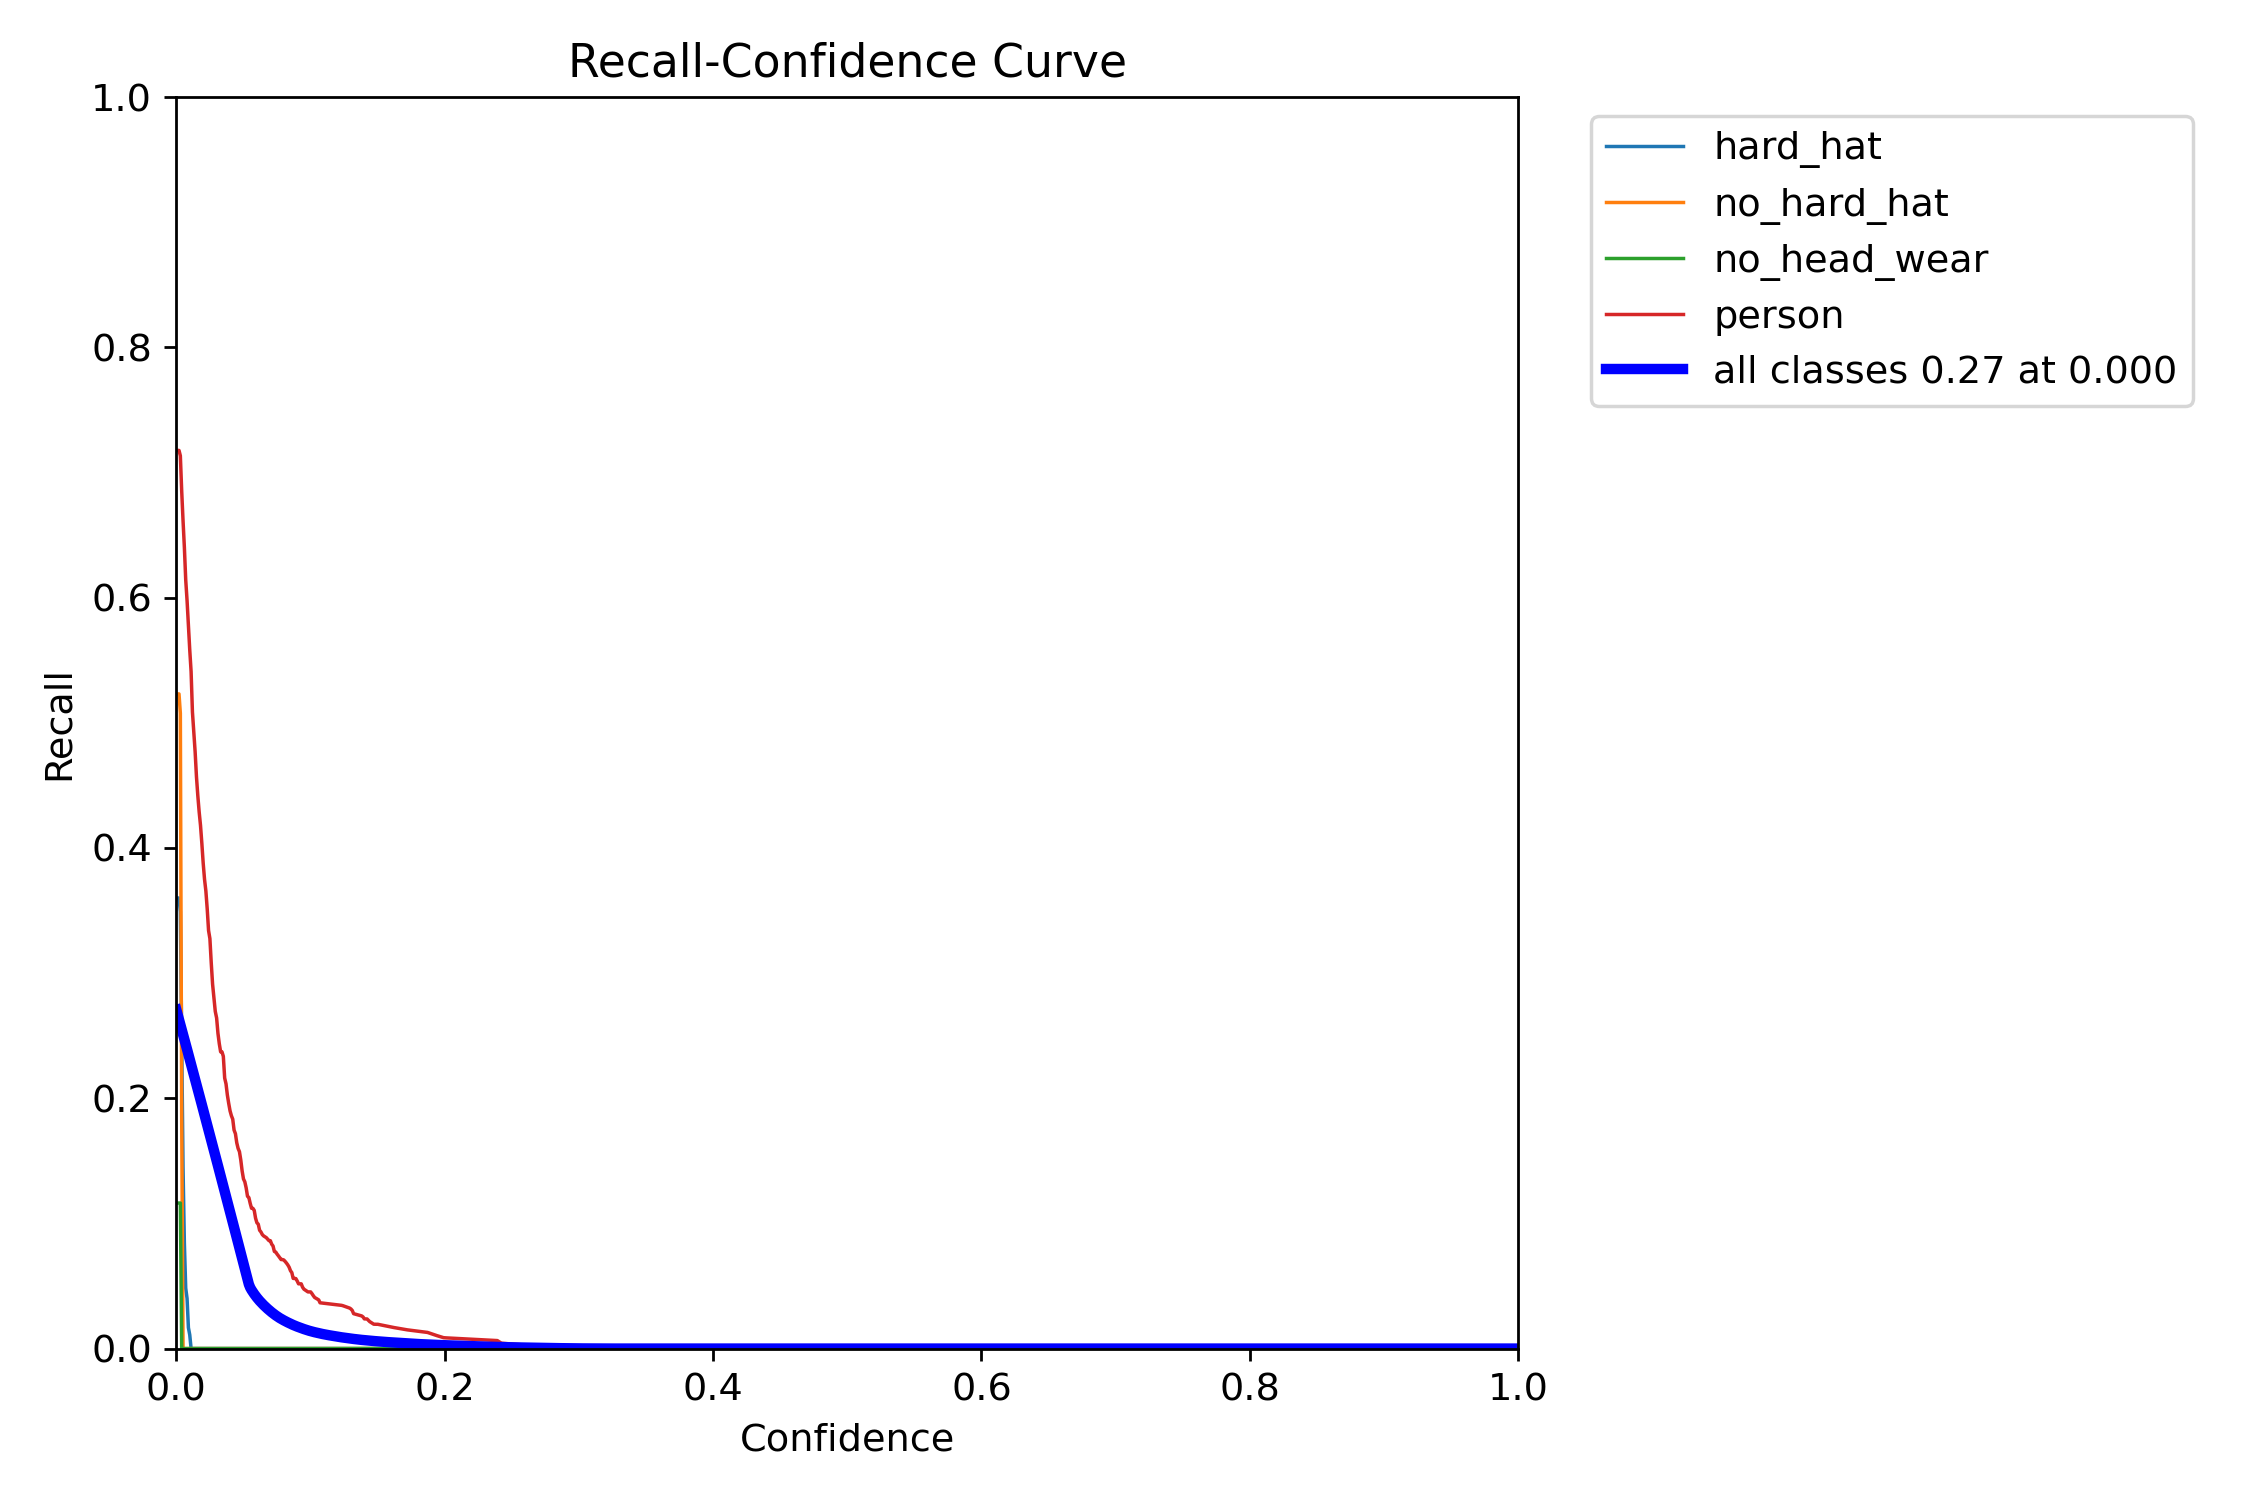 Recall-Confidence Curve
1.0
0.8
0.6
0.4
0.2
0.0
Recall
0.0 0.2 0.4 0.6 0.8 1.0
Confidence
hard_hat
no_hard_hat
no_head_wear
person
all classes 0.27 at 0.000